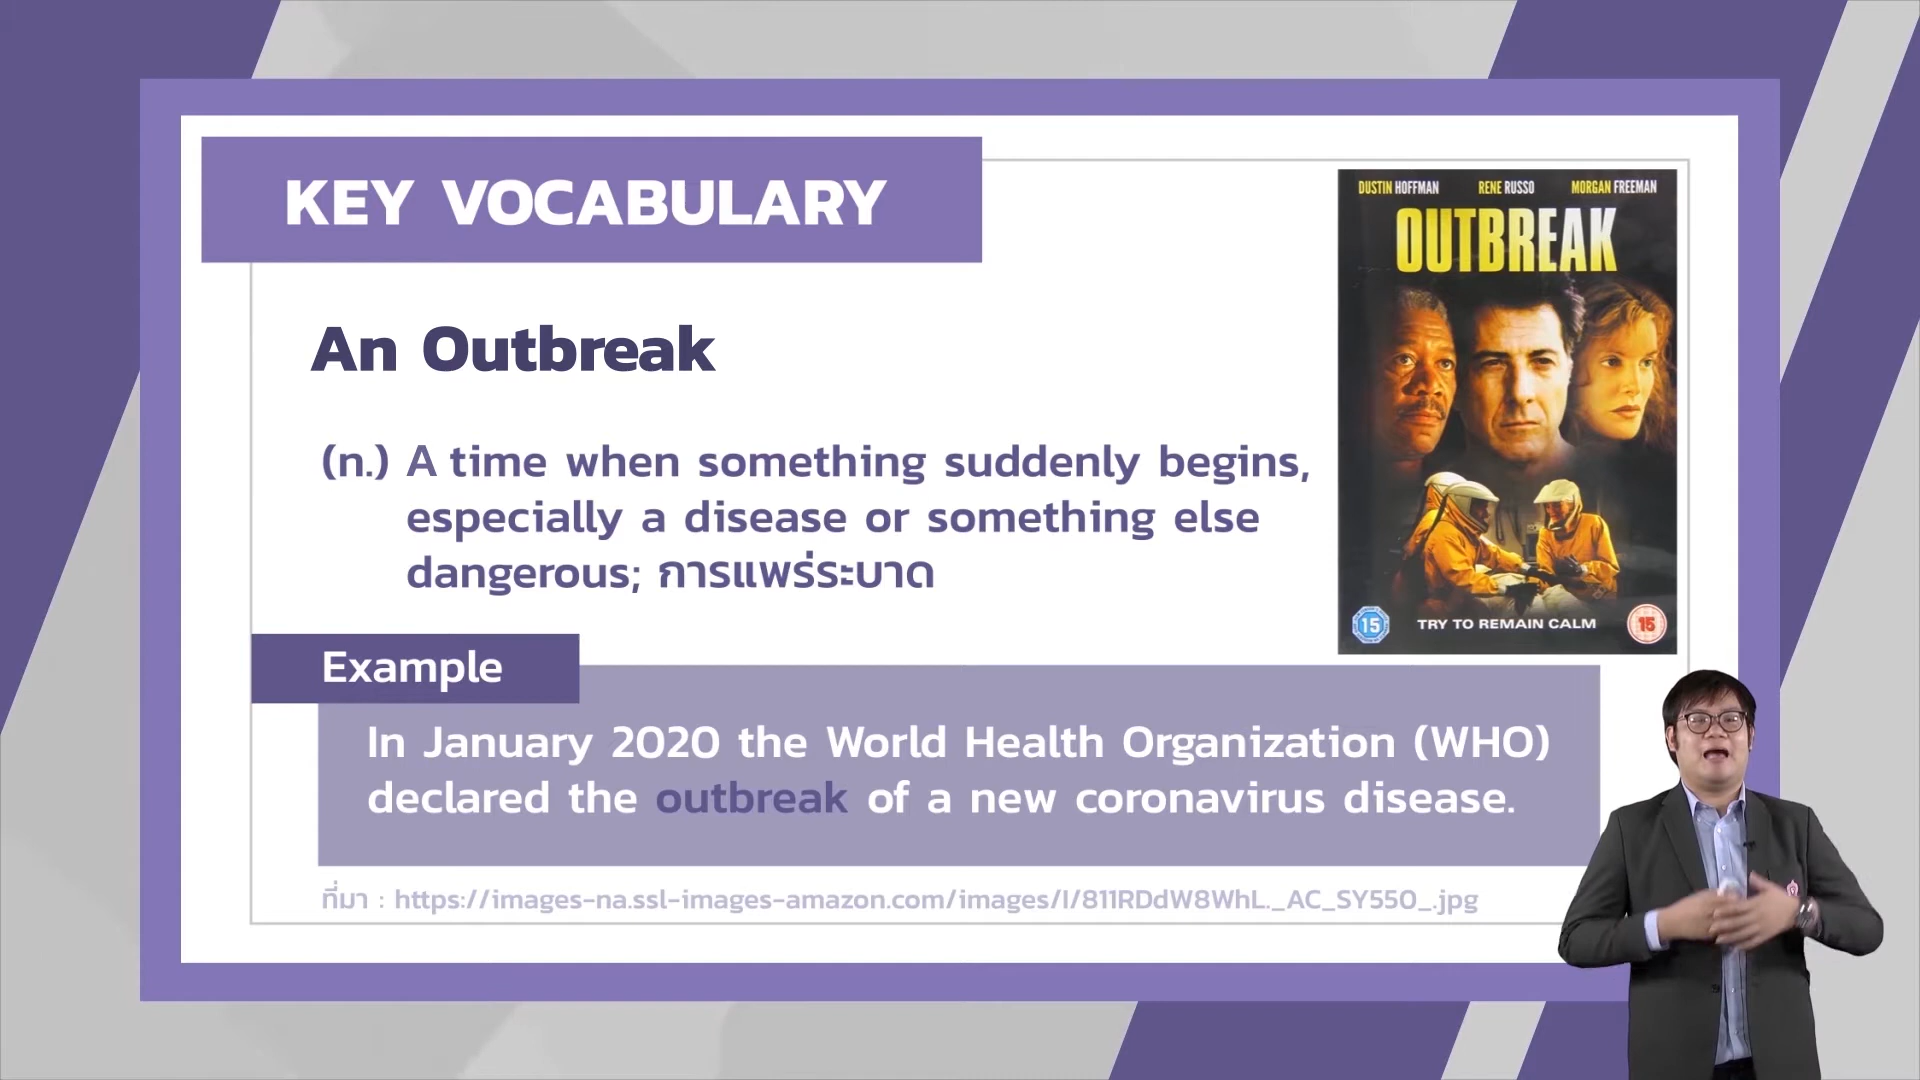 KEY VOCABULARY
DUSTIN HOFFMAN RENE RUSSO MORGAN FREEMAN
OUTBREAK
An Outbreak
(n.) A time when something suddenly begins,
especially a disease or something else
dangerous; การแพร่ระบาด
15 TRY TO REMAIN CALM 15
Example
In January 2020 the World Health Organization (WHO)
declared the outbreak of a new coronavirus disease.
ที่มา : https://images-na.ssl-images-amazon.com/images/I/811RDdW8WhL._AC_SY550_.jpg